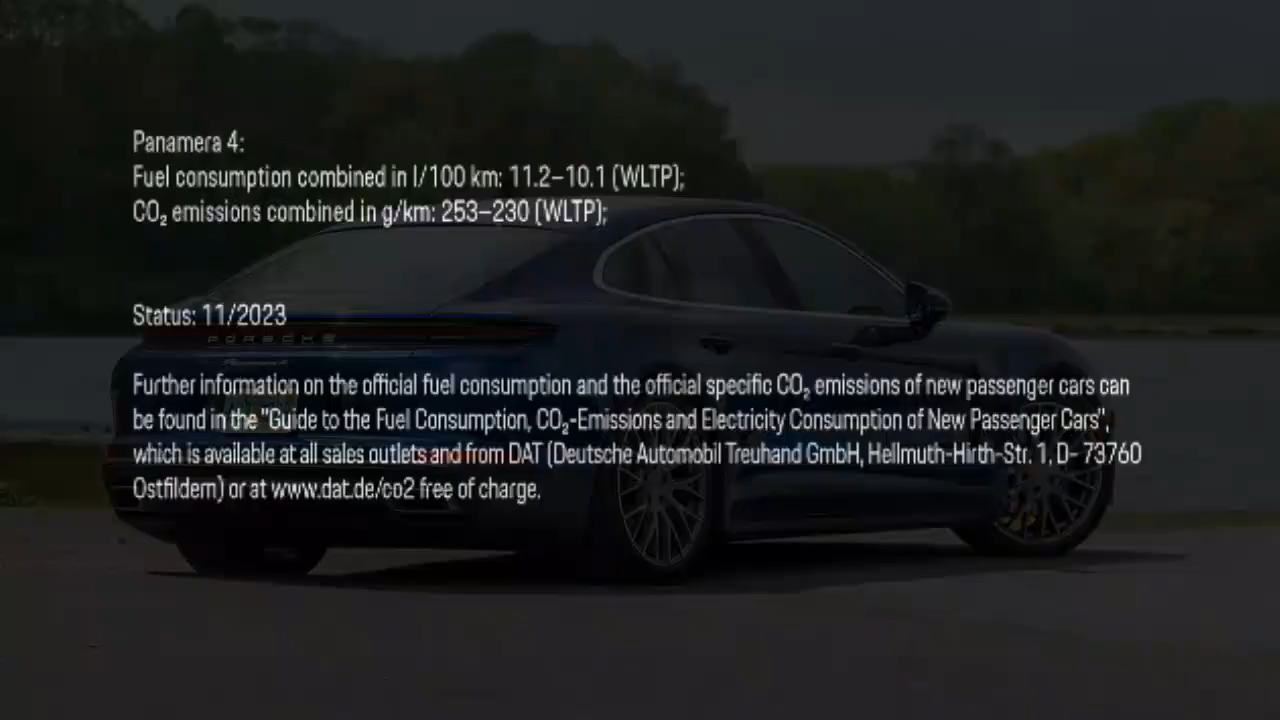 Panamera 4:
Fuel consumption combined in l/100 km: 11.2–10.1 (WLTP);
CO₂ emissions combined in g/km: 253–230 (WLTP);
Status: 11/2023
PORSCHE
Panamera 4
Further information on the official fuel consumption and the official specific CO₂ emissions of new passenger cars can
be found in the "Guide to the Fuel Consumption, CO₂-Emissions and Electricity Consumption of New Passenger Cars",
which is available at all sales outlets and from DAT (Deutsche Automobil Treuhand GmbH, Hellmuth-Hirth-Str. 1, D- 73760
Ostfildern) or at www.dat.de/co2 free of charge.